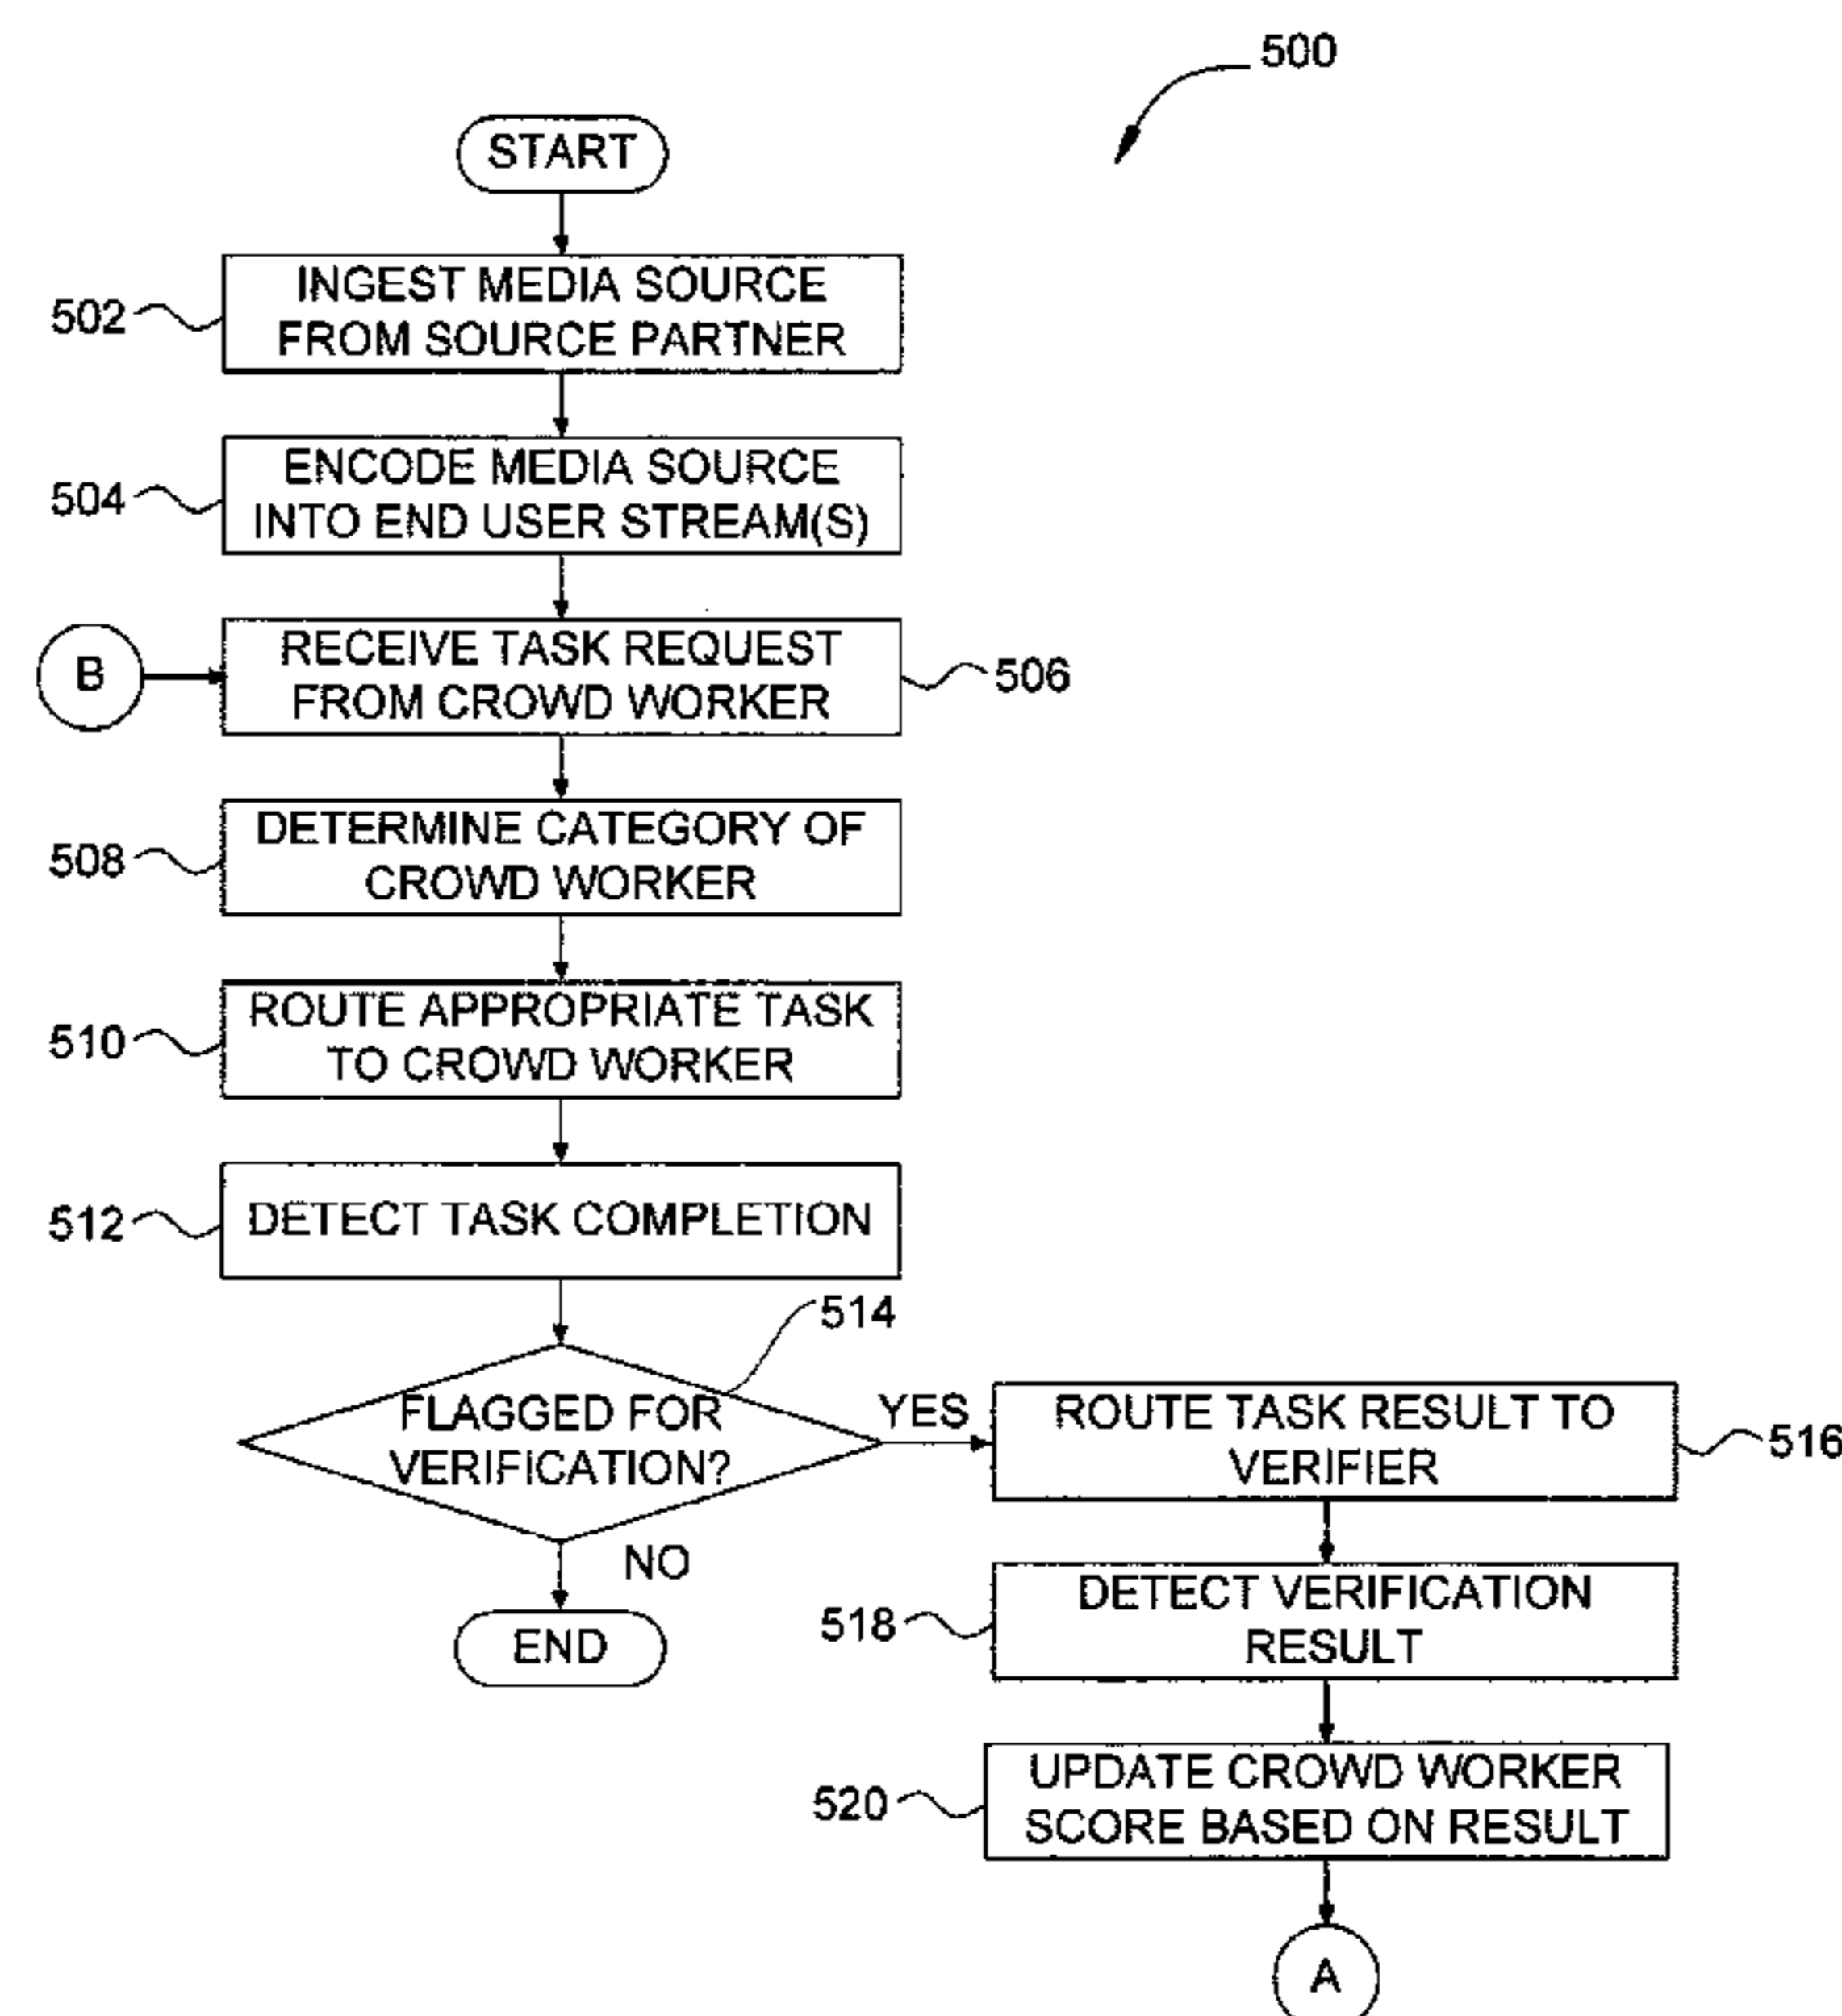 500
START
502
INGEST MEDIA SOURCE
FROM SOURCE PARTNER
504
ENCODE MEDIA SOURCE
INTO END USER STREAM(S)
B
RECEIVE TASK REQUEST
FROM CROWD WORKER
506
508
DETERMINE CATEGORY OF
CROWD WORKER
510
ROUTE APPROPRIATE TASK
TO CROWD WORKER
512
DETECT TASK COMPLETION
514
FLAGGED FOR
VERIFICATION?
YES
NO
END
ROUTE TASK RESULT TO
VERIFIER
516
518
DETECT VERIFICATION
RESULT
520
UPDATE CROWD WORKER
SCORE BASED ON RESULT
A